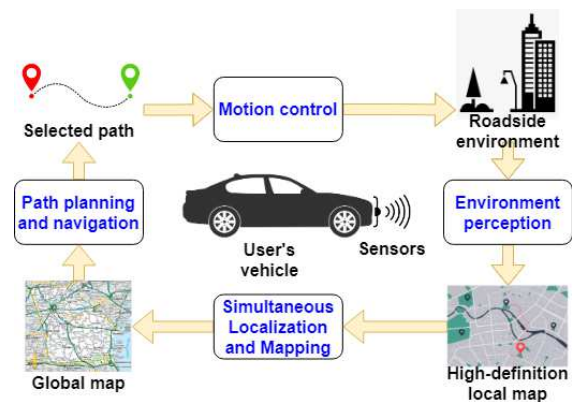 Selected path
Motion control
Roadside
environment
Path planning
and navigation
User's
vehicle
Sensors
Environment
perception
Global map
Simultaneous
Localization
and Mapping
High-definition
local map